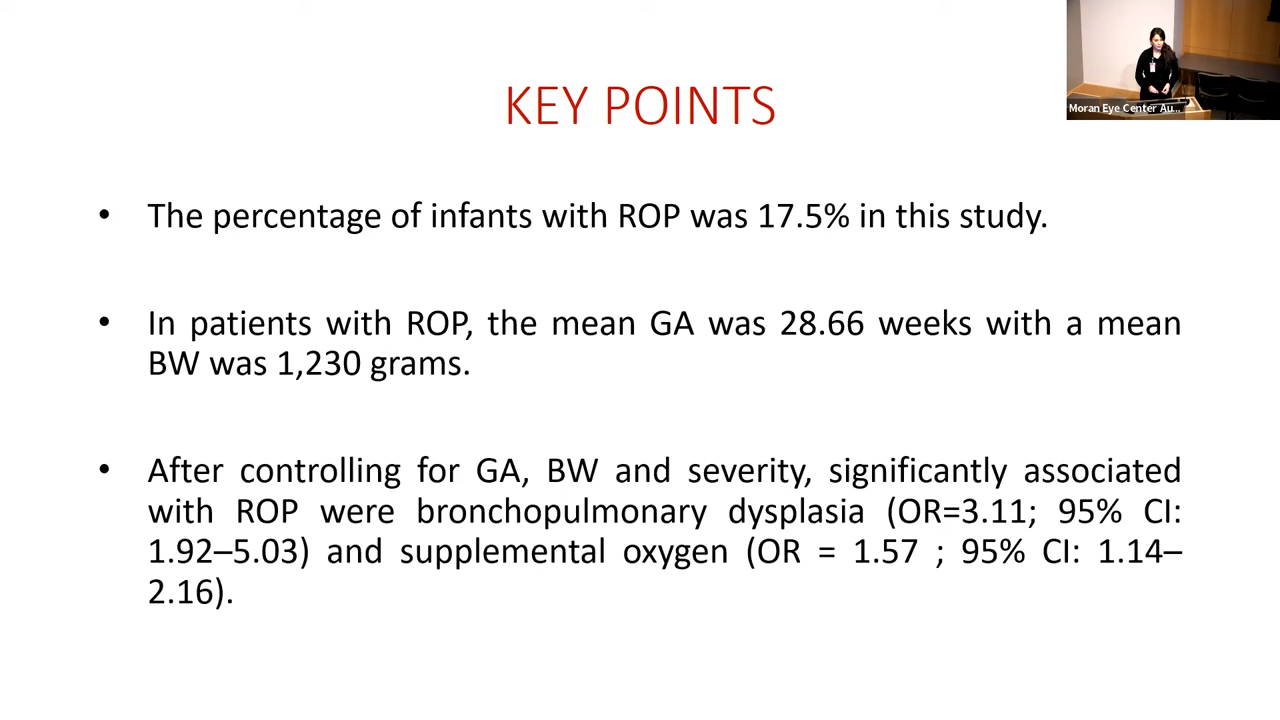 KEY POINTS
Moran Eye Center Au...
• The percentage of infants with ROP was 17.5% in this study.
• In patients with ROP, the mean GA was 28.66 weeks with a mean
BW was 1,230 grams.
• After controlling for GA, BW and severity, significantly associated
with ROP were bronchopulmonary dysplasia (OR=3.11; 95% CI:
1.92–5.03) and supplemental oxygen (OR = 1.57 ; 95% CI: 1.14–
2.16).